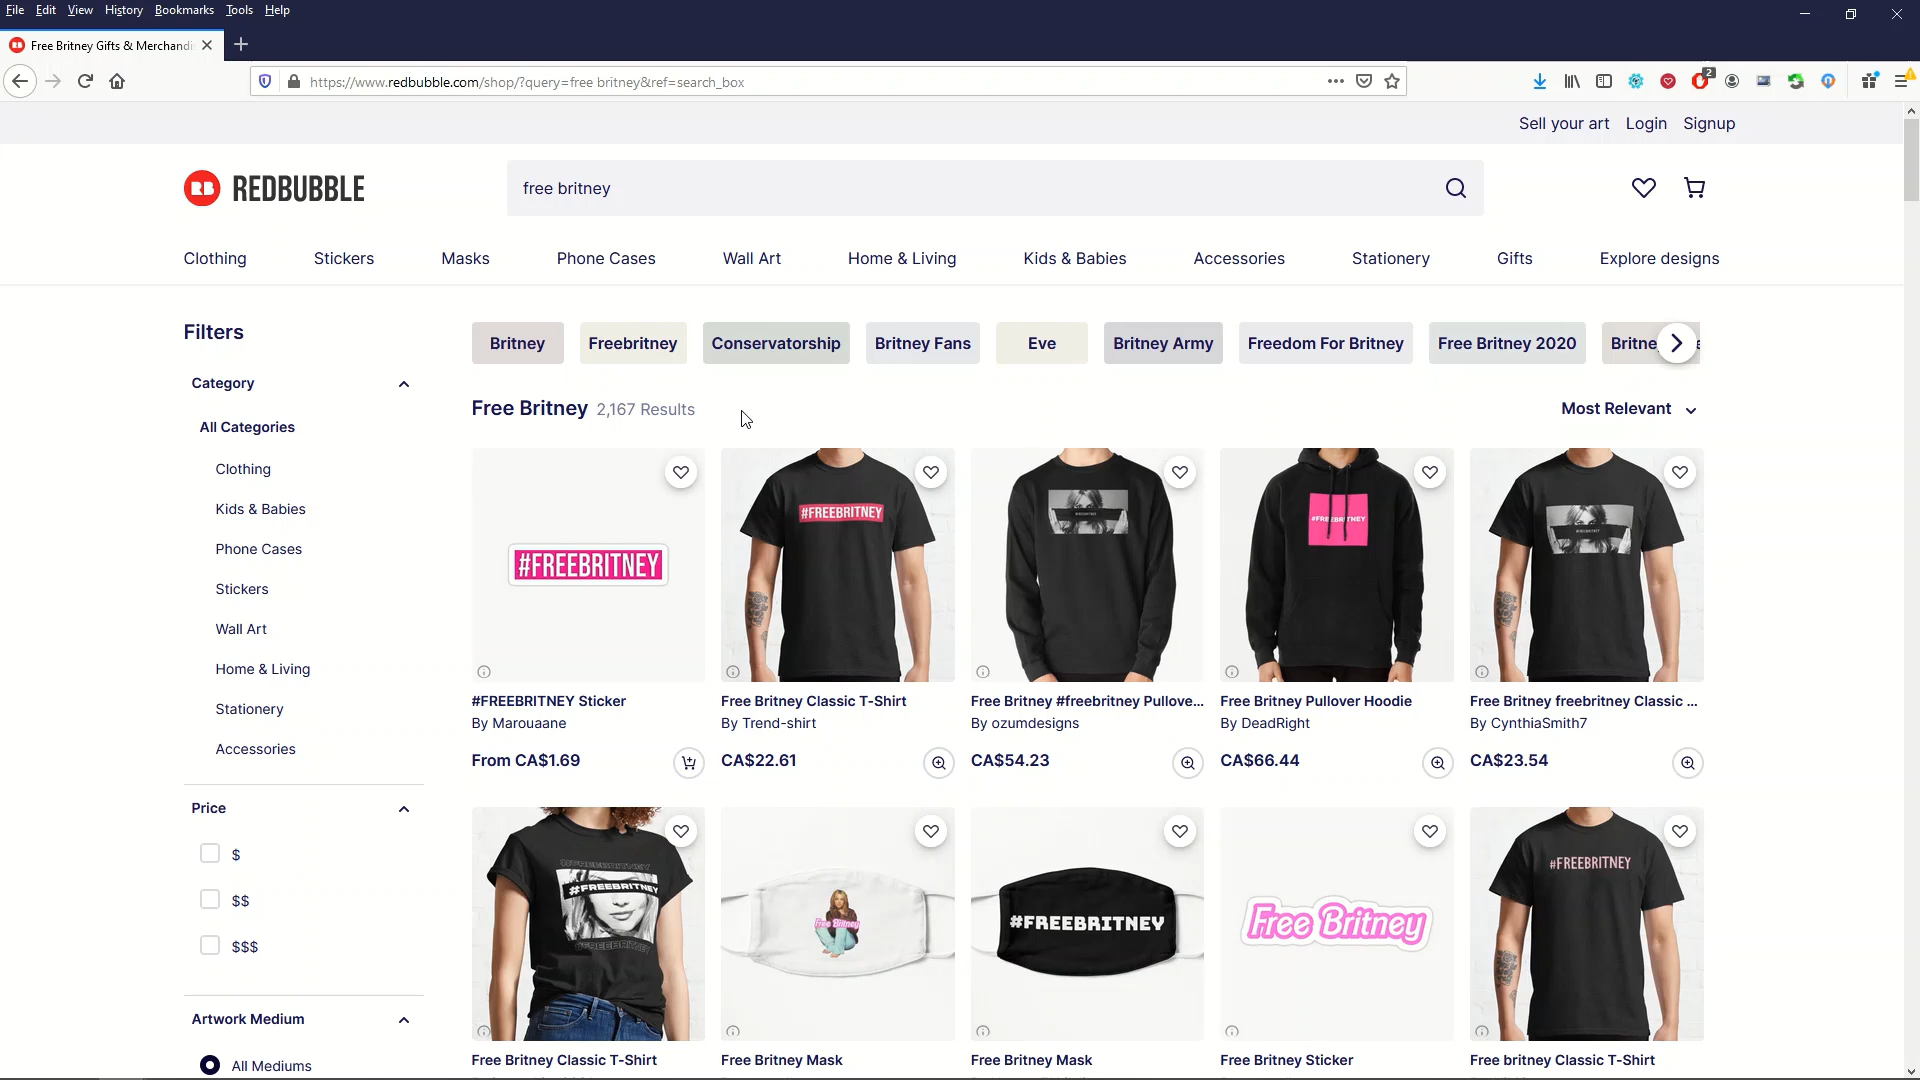 File Edit View History Bookmarks Tools Help
Free Britney Gifts & Merchandi
https://www.redbubble.com/shop/?query=free britney&ref=search_box
2
Sell your art Login Signup
RB REDBUBBLE
free britney
Clothing Stickers Masks Phone Cases Wall Art Home & Living Kids & Babies Accessories Stationery Gifts Explore designs
Filters
Britney Freebritney Conservatorship Britney Fans Eve Britney Army Freedom For Britney Free Britney 2020 Britne
Category
Free Britney 2,167 Results
Most Relevant
All Categories
Clothing
Kids & Babies
Phone Cases
Stickers
Wall Art
Home & Living
Stationery
Accessories
#FREEBRITNEY
#FREEBRITNEY
#FREEBRITNEY
#FREEBRITNEY Sticker
By Marouaane
From CA$1.69
Free Britney Classic T-Shirt
By Trend-shirt
CA$22.61
Free Britney #freebritney Pullove...
By ozumdesigns
CA$54.23
Free Britney Pullover Hoodie
By DeadRight
CA$66.44
Free Britney freebritney Classic ...
By CynthiaSmith7
CA$23.54
Price
$
$$
$$$
Artwork Medium
All Mediums
#FREEBRITNEY
Free Britney
#FREEBRITNEY
Free Britney
#FREEBRITNEY
Free Britney Classic T-Shirt
Free Britney Mask
Free Britney Mask
Free Britney Sticker
Free britney Classic T-Shirt